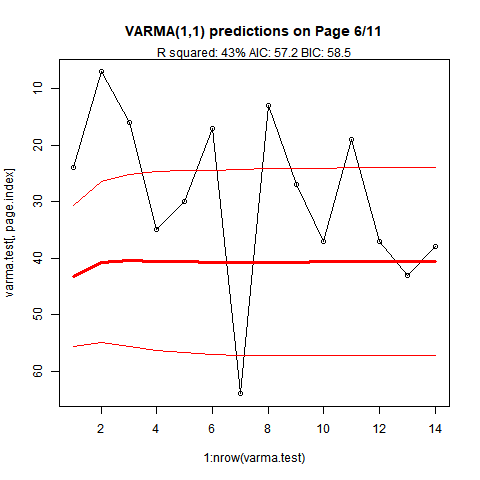 VARMA(1,1) predictions on Page 6/11
R squared: 43% AIC: 57.2 BIC: 58.5
varma.test[, page.index]
10
20
30
40
50
60
2 4 6 8 10 12 14
1:nrow(varma.test)